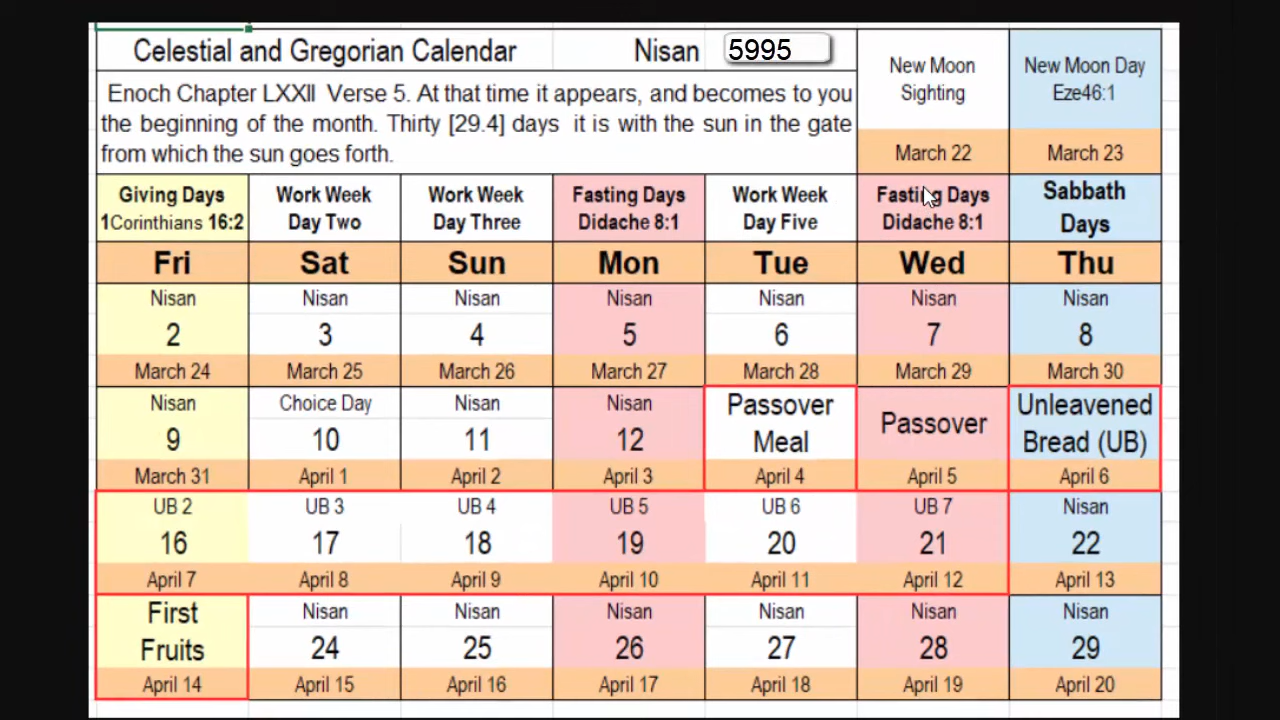 Celestial and Gregorian Calendar Nisan 5995
New Moon Sighting
New Moon Day Eze46:1
Enoch Chapter LXXII Verse 5. At that time it appears, and becomes to you
the beginning of the month. Thirty [29.4] days it is with the sun in the gate
from which the sun goes forth.
March 22 March 23
Giving Days Work Week Work Week Fasting Days Work Week Fasting Days Sabbath
1Corinthians 16:2 Day Two Day Three Didache 8:1 Day Five Didache 8:1 Days
Fri Sat Sun Mon Tue Wed Thu
Nisan Nisan Nisan Nisan Nisan Nisan Nisan
2 3 4 5 6 7 8
March 24 March 25 March 26 March 27 March 28 March 29 March 30
Nisan Choice Day Nisan Nisan Passover Meal Passover Unleavened Bread (UB)
9 10 11 12
March 31 April 1 April 2 April 3 April 4 April 5 April 6
UB 2 UB 3 UB 4 UB 5 UB 6 UB 7 Nisan
16 17 18 19 20 21 22
April 7 April 8 April 9 April 10 April 11 April 12 April 13
First Fruits Nisan Nisan Nisan Nisan Nisan Nisan
24 25 26 27 28 29
April 14 April 15 April 16 April 17 April 18 April 19 April 20